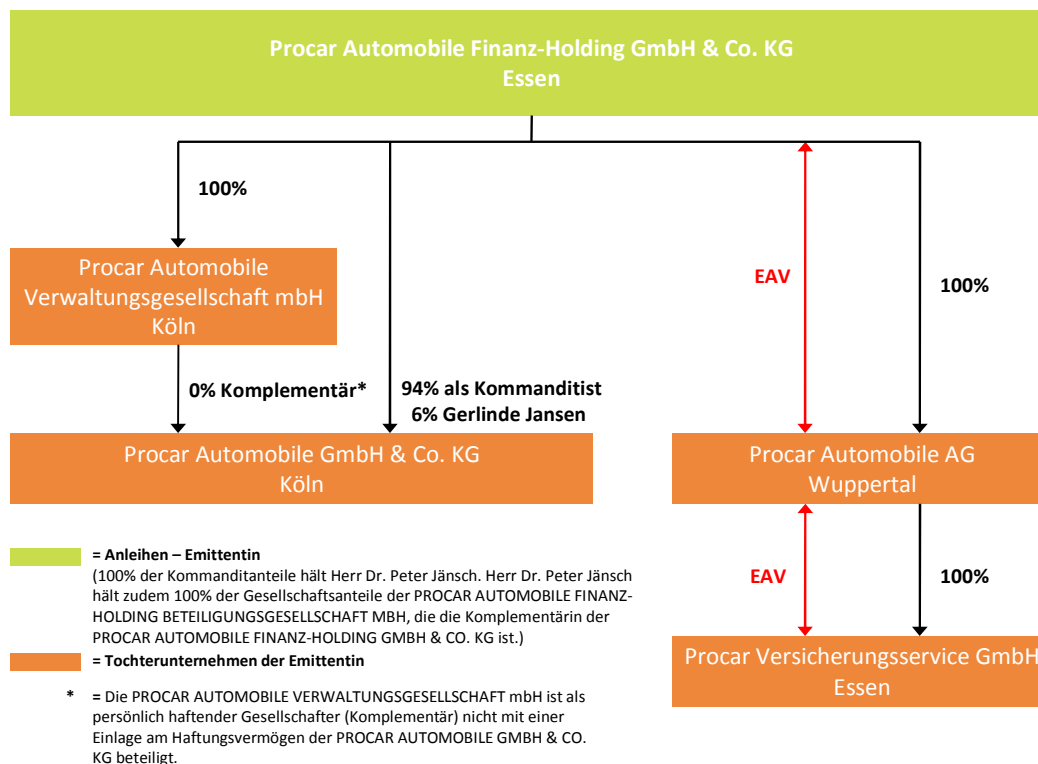 Procar Automobile Finanz-Holding GmbH & Co. KG
Essen
100%
Procar Automobile
Verwaltungsgesellschaft mbH
Köln
EAV
100%
0% Komplementär*
94% als Kommanditist
6% Gerlinde Jansen
Procar Automobile GmbH & Co. KG
Köln
Procar Automobile AG
Wuppertal
= Anleihen – Emittentin
(100% der Kommanditanteile hält Herr Dr. Peter Jänsch. Herr Dr. Peter Jänsch
hält zudem 100% der Gesellschaftsanteile der PROCAR AUTOMOBILE FINANZ-
HOLDING BETEILIGUNGSGESELLSCHAFT MBH, die die Komplementärin der
PROCAR AUTOMOBILE FINANZ-HOLDING GMBH & CO. KG ist.)
= Tochterunternehmen der Emittentin
* = Die PROCAR AUTOMOBILE VERWALTUNGSGESELLSCHAFT mbH ist als
persönlich haftender Gesellschafter (Komplementär) nicht mit einer
Einlage am Haftungsvermögen der PROCAR AUTOMOBILE GMBH & CO.
KG beteiligt.
EAV
100%
Procar Versicherungsservice GmbH
Essen